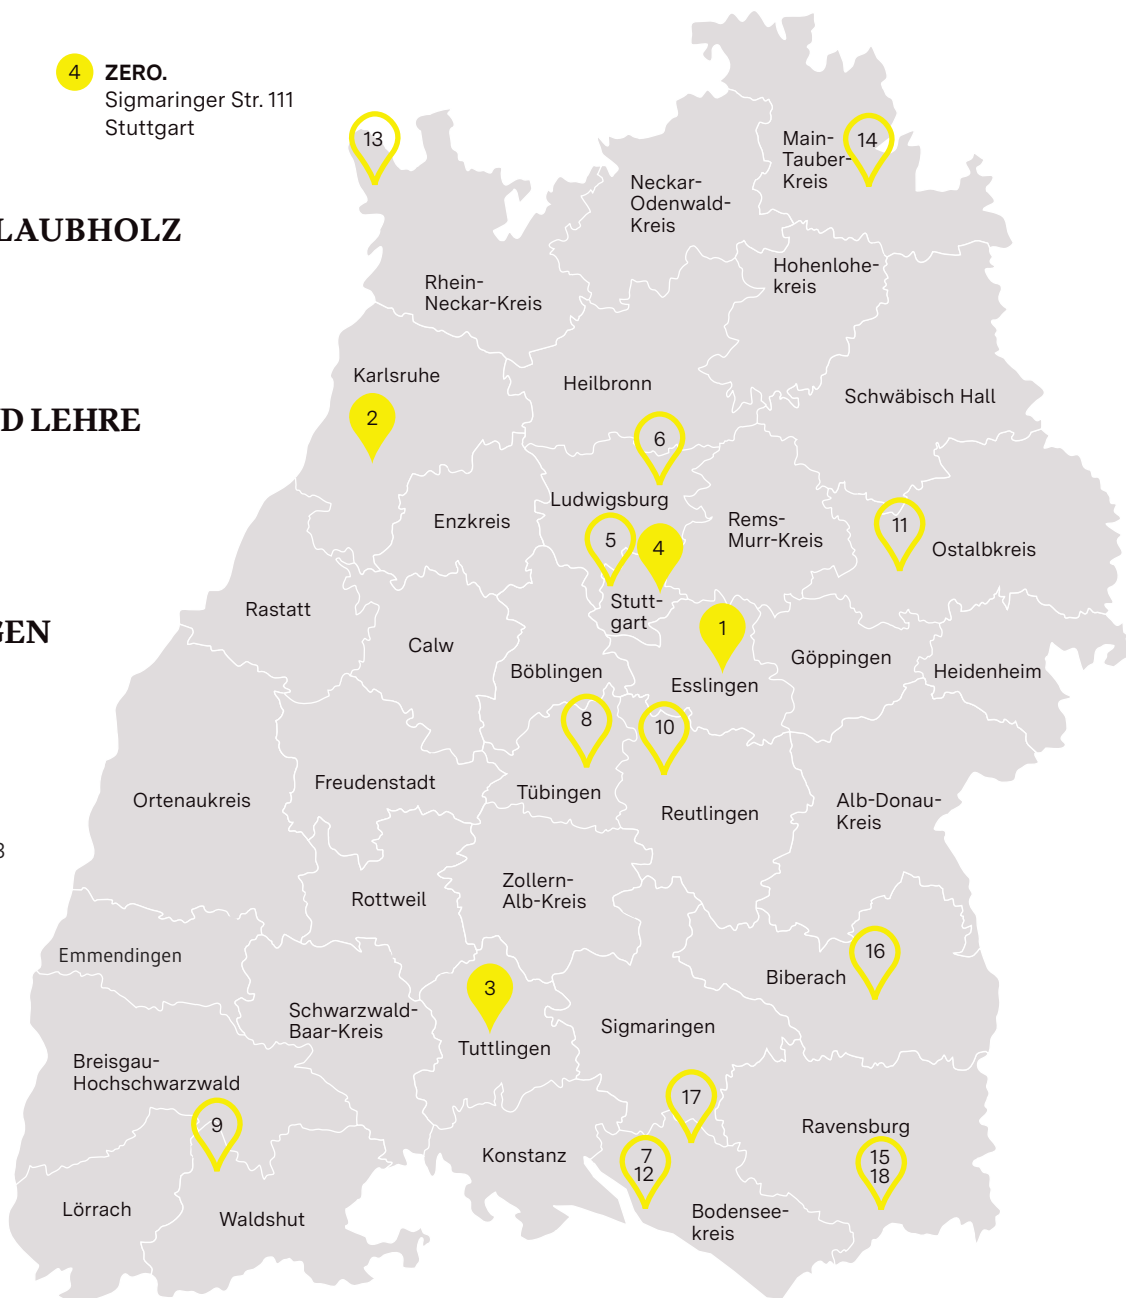 4 ZERO.
Sigmaringer Str. 111
Stuttgart
LAUBHOLZ
D LEHRE
GEN
3
13
14
Main-
Tauber-
Kreis
Neckar-
Odenwald-
Kreis
Hohenlohe-
kreis
Rhein-
Neckar-Kreis
Karlsruhe
2
Heilbronn
Schwäbisch Hall
6
Ludwigsburg
Enzkreis
Rems-
Murr-Kreis
11
Ostalbkreis
5
4
Stutt-
gart
Rastatt
Calw
1
Esslingen
Göppingen
Heidenheim
Böblingen
8
10
Tübingen
Freudenstadt
Ortenaukreis
Reutlingen
Alb-Donau-
Kreis
Rottweil
Zollern-
Alb-Kreis
Emmendingen
16
Biberach
3
Tuttlingen
Schwarzwald-
Baar-Kreis
Sigmaringen
Breisgau-
Hochschwarzwald
9
17
Ravensburg
15
18
Konstanz
7
12
Bodensee-
kreis
Lörrach
Waldshut